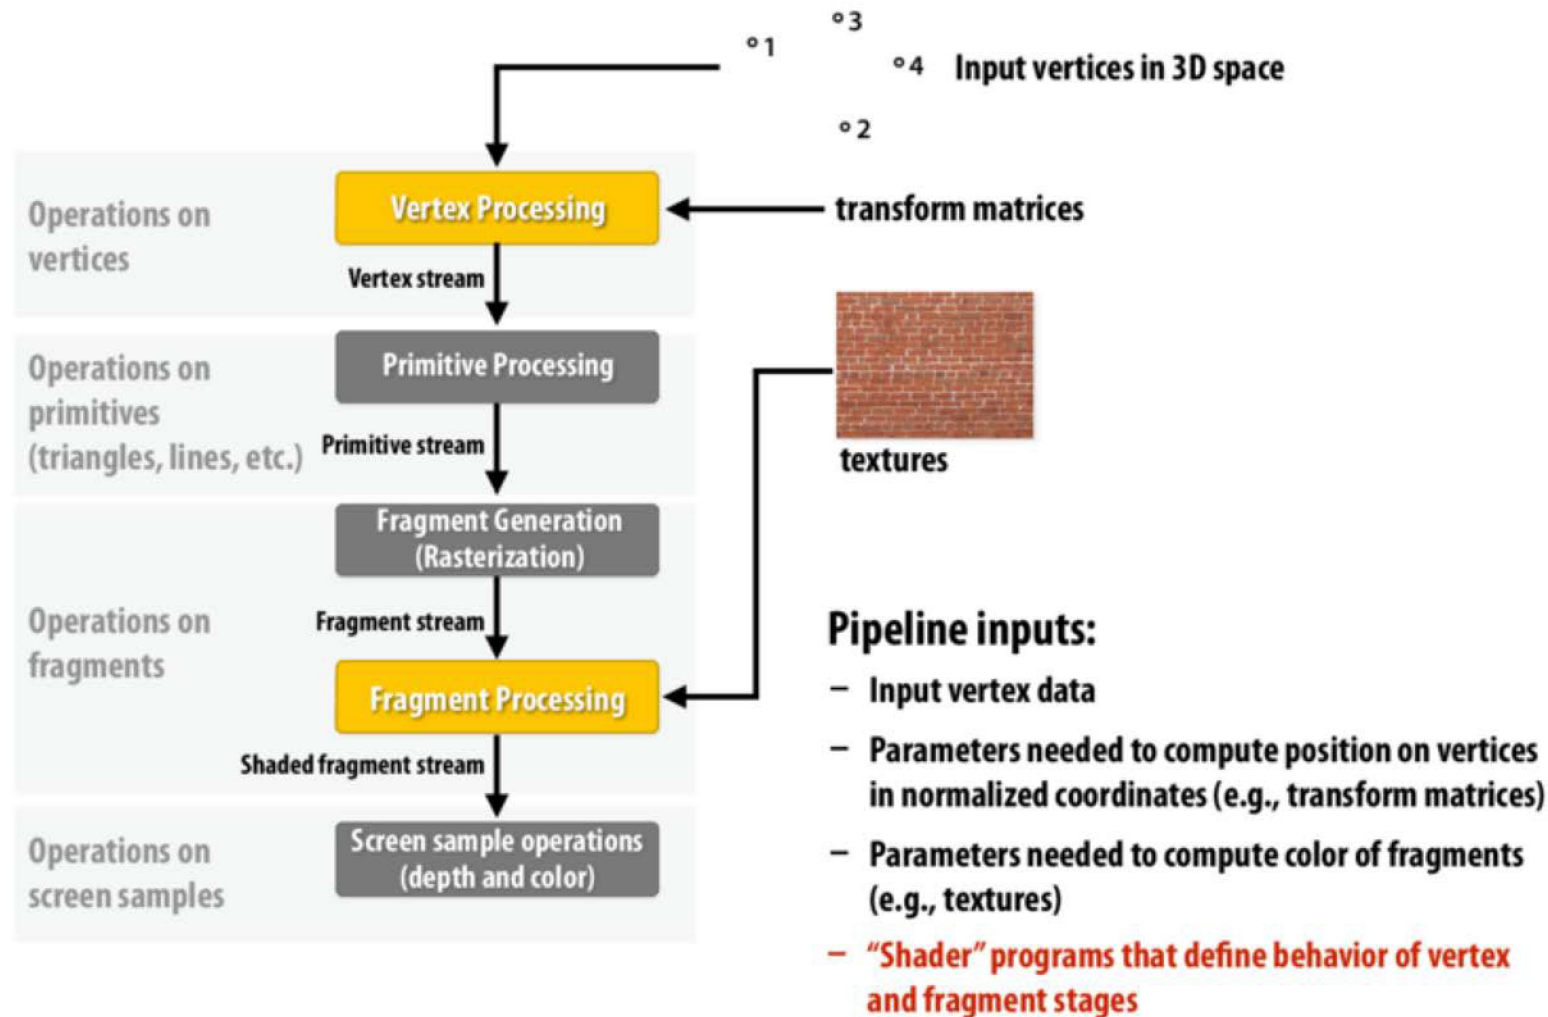 °1
°3
°4
Input vertices in 3D space
°2
Operations on
vertices
Vertex Processing
transform matrices
Vertex stream
Operations on
primitives
(triangles, lines, etc.)
Primitive Processing
Primitive stream
textures
Operations on
fragments
Fragment Generation
(Rasterization)
Fragment stream
Fragment Processing
Shaded fragment stream
Operations on
screen samples
Screen sample operations
(depth and color)
Pipeline inputs:
– Input vertex data
– Parameters needed to compute position on vertices
in normalized coordinates (e.g., transform matrices)
– Parameters needed to compute color of fragments
(e.g., textures)
– “Shader” programs that define behavior of vertex
and fragment stages